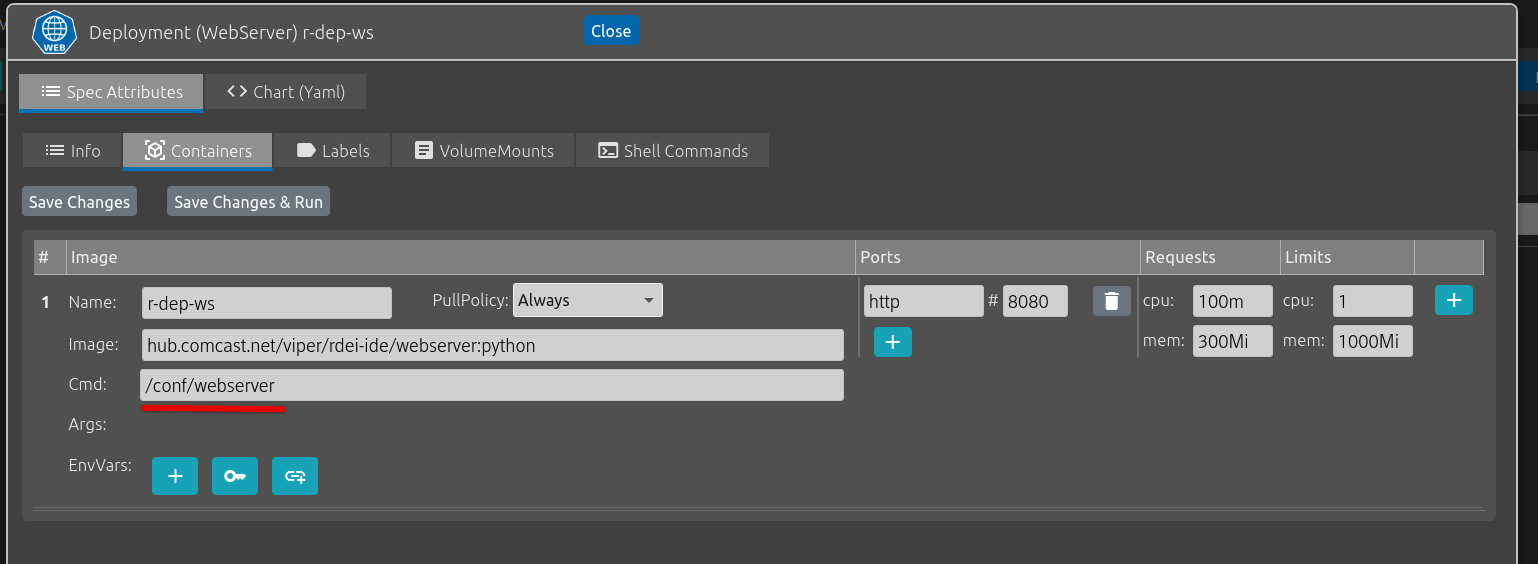 WEB
Deployment (WebServer) r-dep-ws
Close
Spec Attributes
Chart (Yaml)
Info
Containers
Labels
VolumeMounts
Shell Commands
Save Changes
Save Changes & Run
# Image Ports Requests Limits
1 Name: r-dep-ws PullPolicy: Always http # 8080 cpu: 100m cpu: 1 +
Image: hub.comcast.net/viper/rdei-ide/webserver:python + mem: 300Mi mem: 1000Mi
Cmd: /conf/webserver
Args:
EnvVars: +